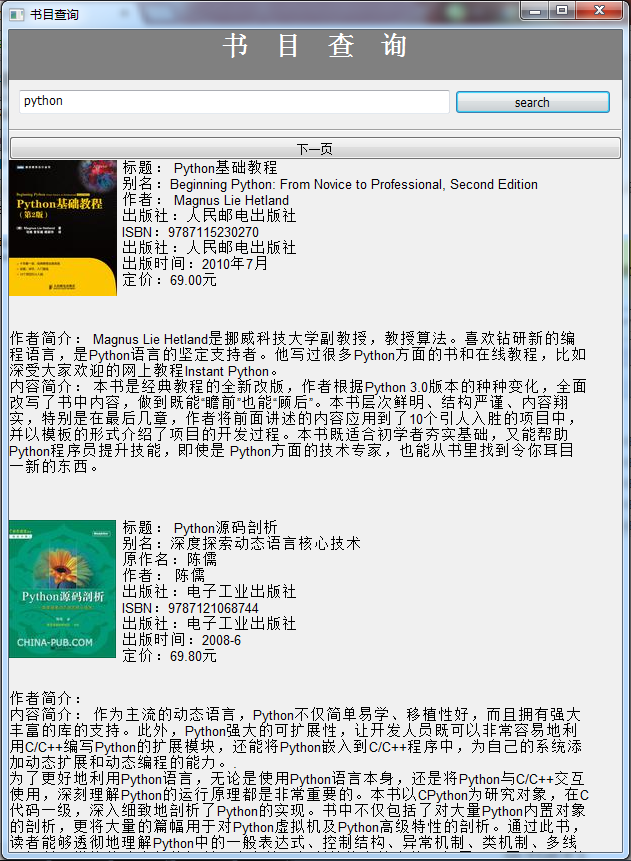 书目查询
书 目 查 询
python
search
下一页
Python基础教程
(第2版)
标题： Python基础教程
别名：Beginning Python: From Novice to Professional, Second Edition
作者： Magnus Lie Hetland
出版社：人民邮电出版社
ISBN：9787115230270
出版社：人民邮电出版社
出版时间：2010年7月
定价：69.00元
作者简介： Magnus Lie Hetland是挪威科技大学副教授，教授算法。喜欢钻研新的编
程语言，是Python语言的坚定支持者。他写过很多Python方面的书和在线教程，比如
深受大家欢迎的网上教程Instant Python。
内容简介： 本书是经典教程的全新改版，作者根据Python 3.0版本的种种变化，全面
改写了书中内容，做到既能“瞻前”也能“顾后”。本书层次鲜明、结构严谨、内容翔
实，特别是在最后几章，作者将前面讲述的内容应用到了10个引人入胜的项目中，
并以模板的形式介绍了项目的开发过程。本书既适合初学者夯实基础，又能帮助
Python程序员提升技能，即使是 Python方面的技术专家，也能从书里找到令你耳目
一新的东西。
Python源码剖析
CHINA-PUB.COM
标题： Python源码剖析
别名：深度探索动态语言核心技术
原作名：陈儒
作者： 陈儒
出版社：电子工业出版社
ISBN：9787121068744
出版社：电子工业出版社
出版时间：2008-6
定价：69.80元
作者简介：
内容简介： 作为主流的动态语言，Python不仅简单易学、移植性好，而且拥有强大
丰富的库的支持。此外，Python强大的可扩展性，让开发人员既可以非常容易地利
用C/C++编写Python的扩展模块，还能将Python嵌入到C/C++程序中，为自己的系统添
加动态扩展和动态编程的能力。.
为了更好地利用Python语言，无论是使用Python语言本身，还是将Python与C/C++交互
使用，深刻理解Python的运行原理都是非常重要的。本书以CPython为研究对象，在C
代码一级，深入细致地剖析了Python的实现。书中不仅包括了对大量Python内置对象
的剖析，更将大量的篇幅用于对Python虚拟机及Python高级特性的剖析。通过此书，
读者能够透彻地理解Python中的一般表达式、控制结构、异常机制、类机制、多线